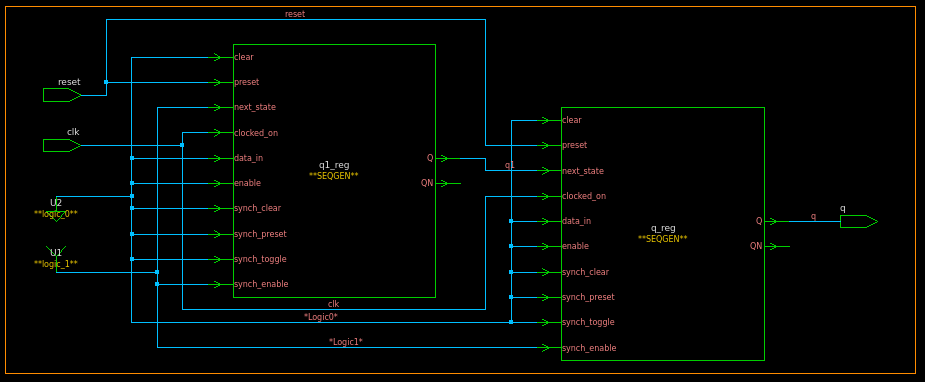 reset
reset
clk
U2
**logic_0**
U1
**logic_1**
clear
preset
next_state
clocked_on
data_in
enable
synch_clear
synch_preset
synch_toggle
synch_enable
q1_reg
**SEQGEN**
Q
QN
q1
clk
*Logic0*
*Logic1*
clear
preset
next_state
clocked_on
data_in
enable
synch_clear
synch_preset
synch_toggle
synch_enable
q_reg
**SEQGEN**
Q
QN
q
q